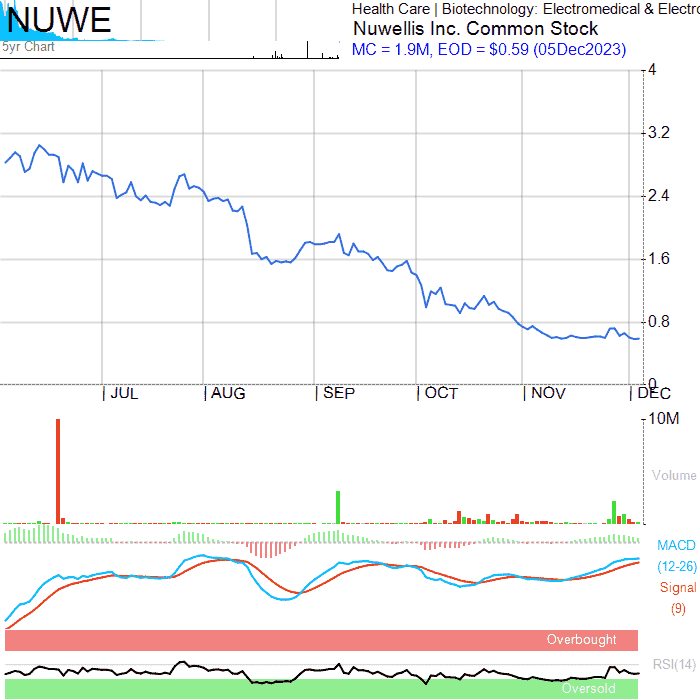 NUWE
5yr Chart
Health Care | Biotechnology: Electromedical & Electro
Nuwellis Inc. Common Stock
MC = 1.9M, EOD = $0.59 (05Dec2023)
4
3.2
2.4
1.6
0.8
0
JUL
AUG
SEP
OCT
NOV
DEC
10M
Volume
MACD
(12-26)
Signal
(9)
Overbought
RSI(14)
Oversold